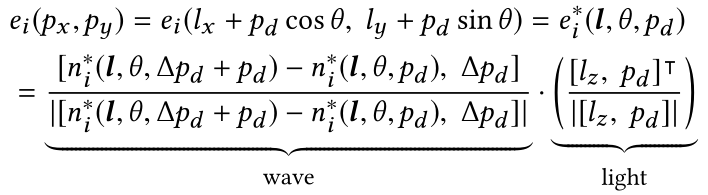 e_i(p_x, p_y) = e_i(l_x + p_d cos θ, l_y + p_d sin θ) = e_i^*(𝒍, θ, p_d)
= [n_i^*(𝒍, θ, Δp_d + p_d) − n_i^*(𝒍, θ, p_d), Δp_d] / |[n_i^*(𝒍, θ, Δp_d + p_d) − n_i^*(𝒍, θ, p_d), Δp_d]| · ([l_z, p_d]^⊤ / |[l_z, p_d]|)
wave light